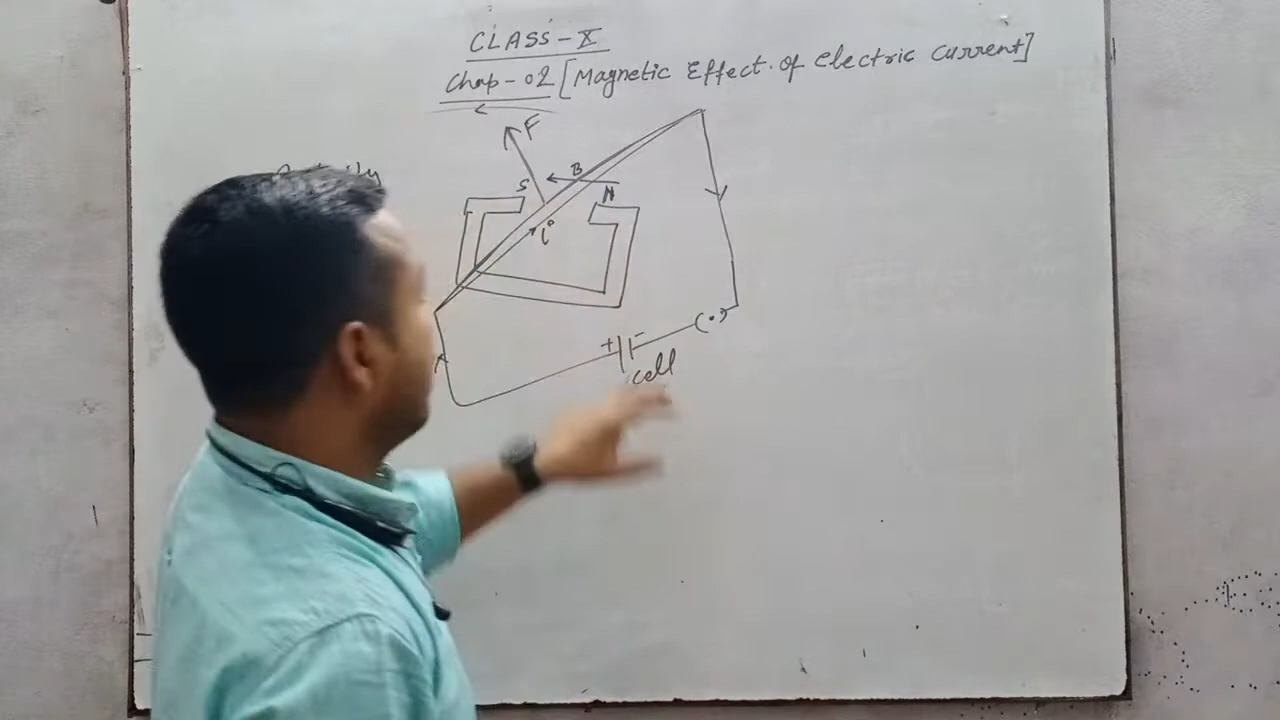 CLASS-X
Chap-02 [Magnetic Effect. of electric current]
F
B
S
N
i
+
-
(.)
cell